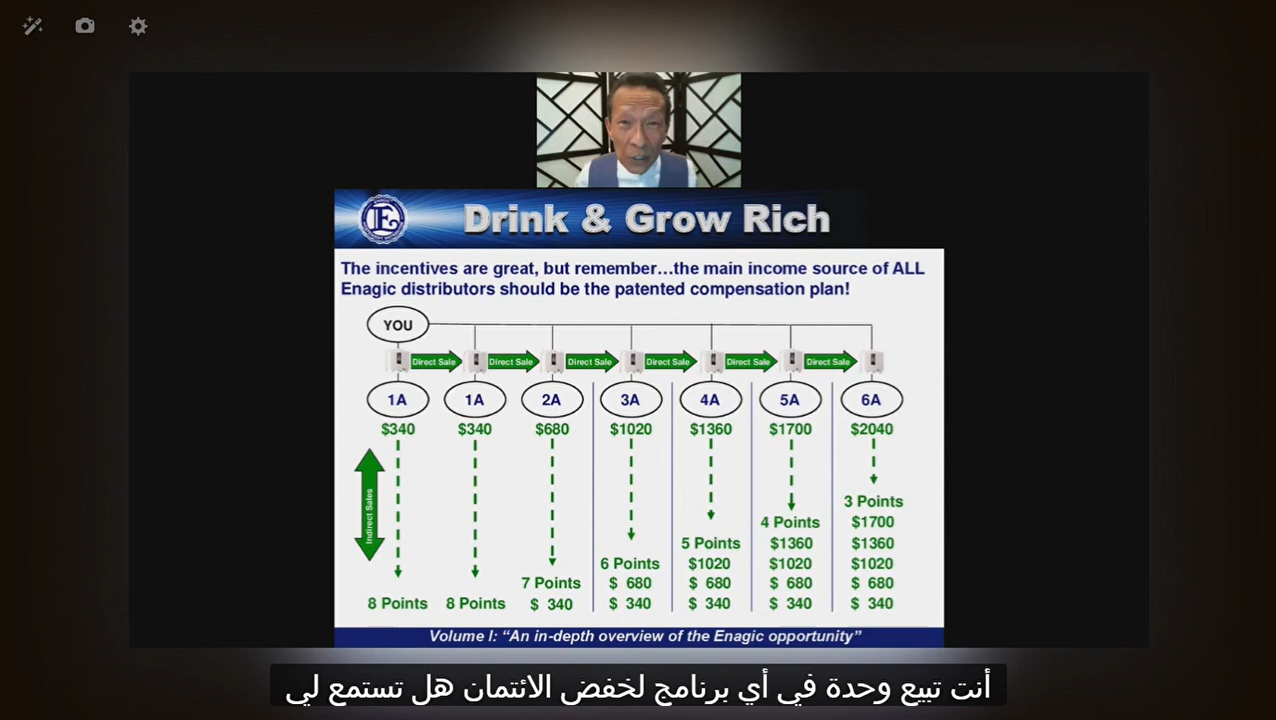 Drink & Grow Rich
The incentives are great, but remember…the main income source of ALL
Enagic distributors should be the patented compensation plan!
YOU
Direct Sale Direct Sale Direct Sale Direct Sale Direct Sale Direct Sale
1A 1A 2A 3A 4A 5A 6A
$340 $340 $680 $1020 $1360 $1700 $2040
Indirect Sales
3 Points
4 Points $1700
5 Points $1360 $1360
6 Points $1020 $1020 $1020
7 Points $ 680 $ 680 $ 680 $ 680
8 Points 8 Points $ 340 $ 340 $ 340 $ 340 $ 340
Volume I: “An in-depth overview of the Enagic opportunity”
أنت تبيع وحدة في أي برنامج لخفض الائتمان هل تستمع لي